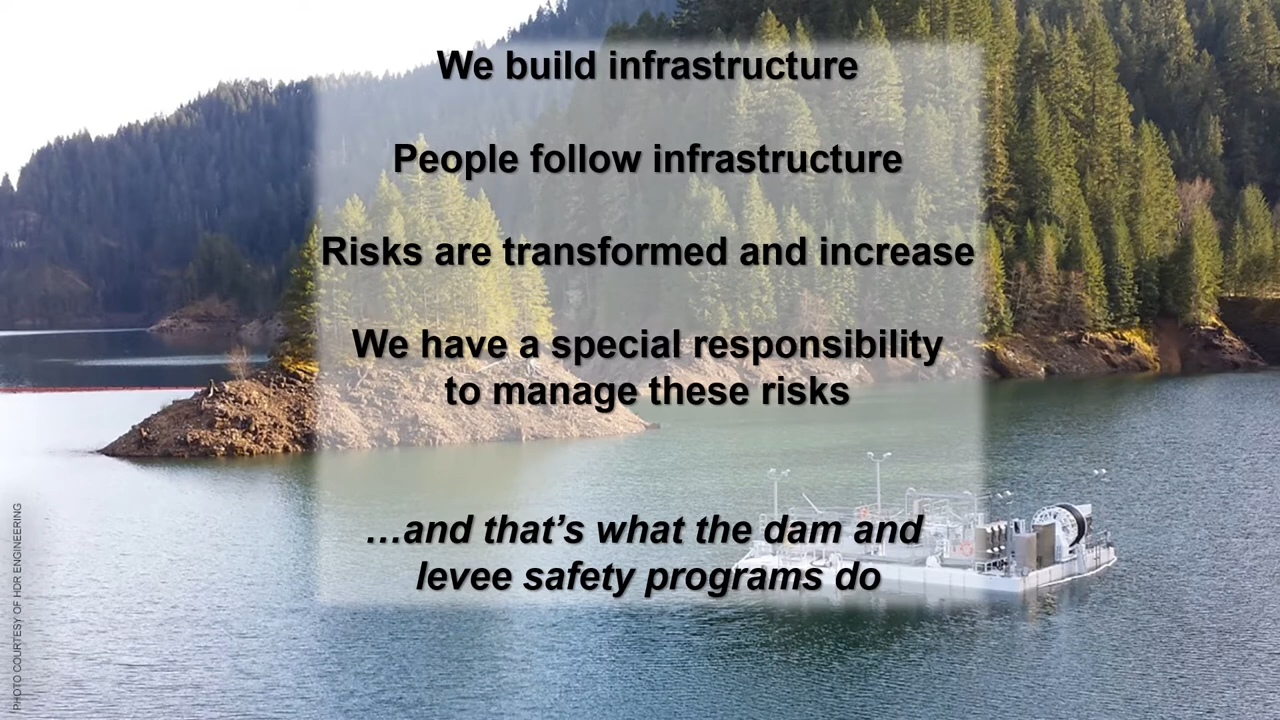 We build infrastructure
People follow infrastructure
Risks are transformed and increase
We have a special responsibility
to manage these risks
…and that’s what the dam and
levee safety programs do
PHOTO COURTESY OF HDR ENGINEERING